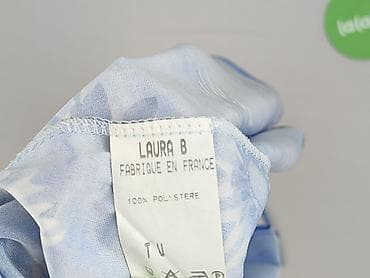 LAURA B
FABRIQUE EN FRANCE
100% POLYESTERE
TU